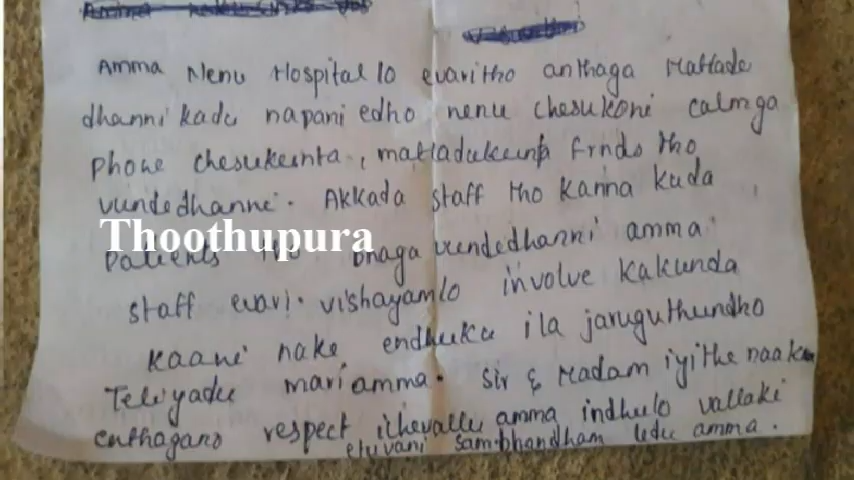 Amma Nenu Hospital lo evaritho anthaga Mattade
dhanni kadu napani edho nenu chesukoni calmga
phone chesukunta, matladukunta frnds tho
vundedhanni. Akkada staff tho kanna kuda
Thoothupura
patients tho bhaga vundedhanni amma.
staff evari. vishayamlo involve kakunda
kaani nake endhuku ila jaruguthundho
Teliyadu mari amma. Sir & Madam iyithe naaku
enthagano respect ichevallu amma indhulo vallaki
etuvani sambhandham ledu amma.